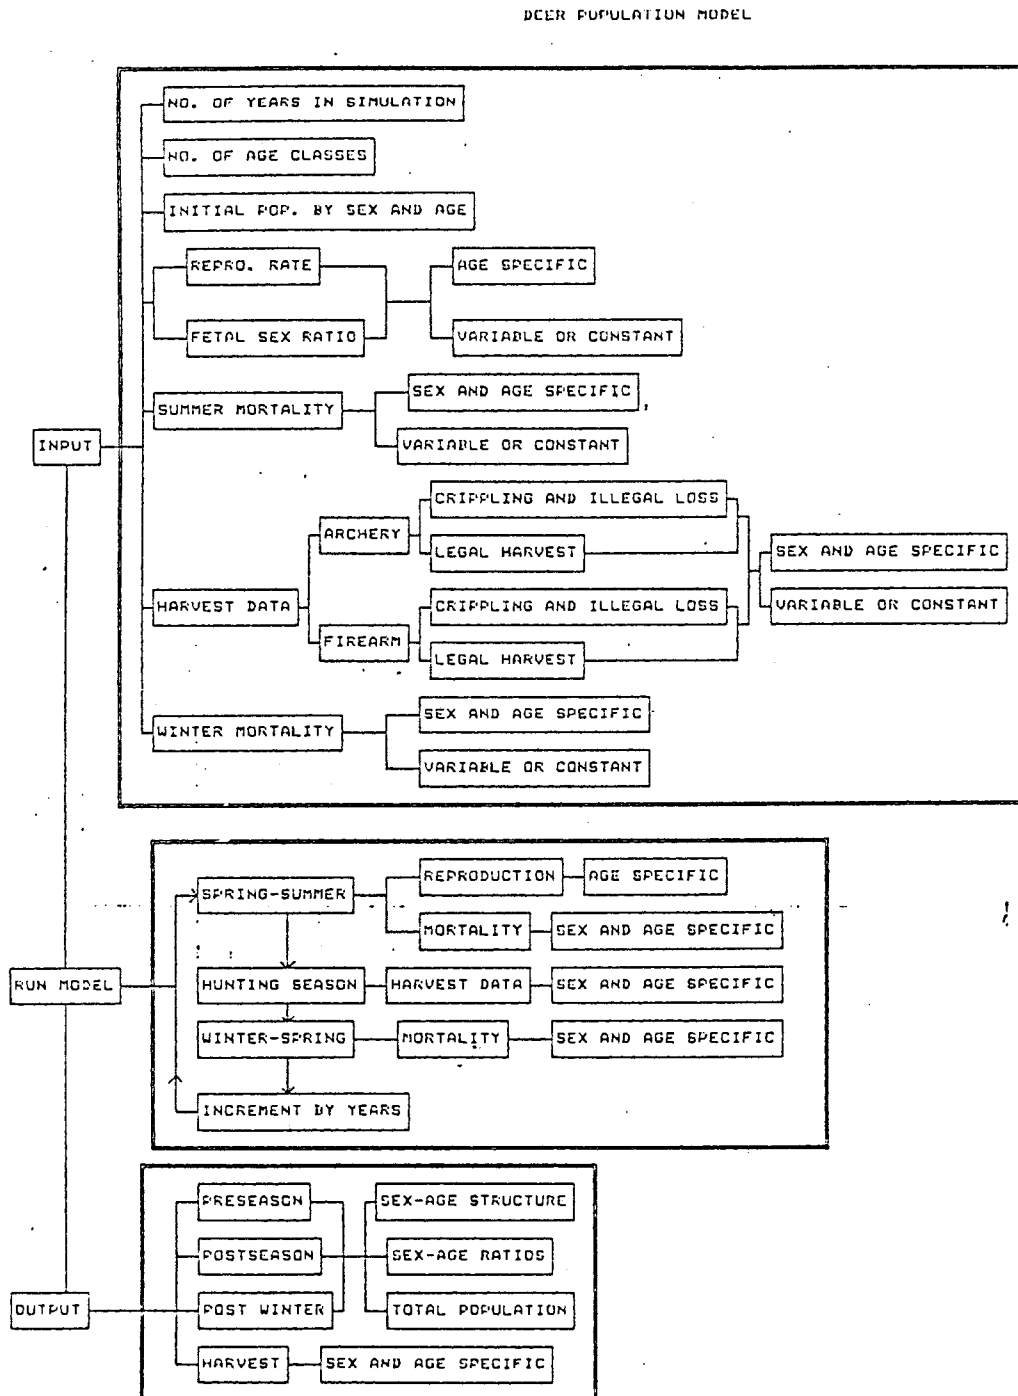 DEER POPULATION MODEL
NO. OF YEARS IN SIMULATION
NO. OF AGE CLASSES
INITIAL POP. BY SEX AND AGE
REPRO. RATE
AGE SPECIFIC
FETAL SEX RATIO
VARIABLE OR CONSTANT
SEX AND AGE SPECIFIC
SUMMER MORTALITY
INPUT
VARIABLE OR CONSTANT
CRIPPLING AND ILLEGAL LOSS
ARCHERY
LEGAL HARVEST
SEX AND AGE SPECIFIC
HARVEST DATA
CRIPPLING AND ILLEGAL LOSS
VARIABLE OR CONSTANT
FIREARM
LEGAL HARVEST
SEX AND AGE SPECIFIC
WINTER MORTALITY
VARIABLE OR CONSTANT
REPRODUCTION
AGE SPECIFIC
SPRING-SUMMER
MORTALITY
SEX AND AGE SPECIFIC
RUN MODEL
HUNTING SEASON
HARVEST DATA
SEX AND AGE SPECIFIC
WINTER-SPRING
MORTALITY
SEX AND AGE SPECIFIC
INCREMENT BY YEARS
PRESEASON
SEX-AGE STRUCTURE
POSTSEASON
SEX-AGE RATIOS
OUTPUT
POST WINTER
TOTAL POPULATION
HARVEST
SEX AND AGE SPECIFIC